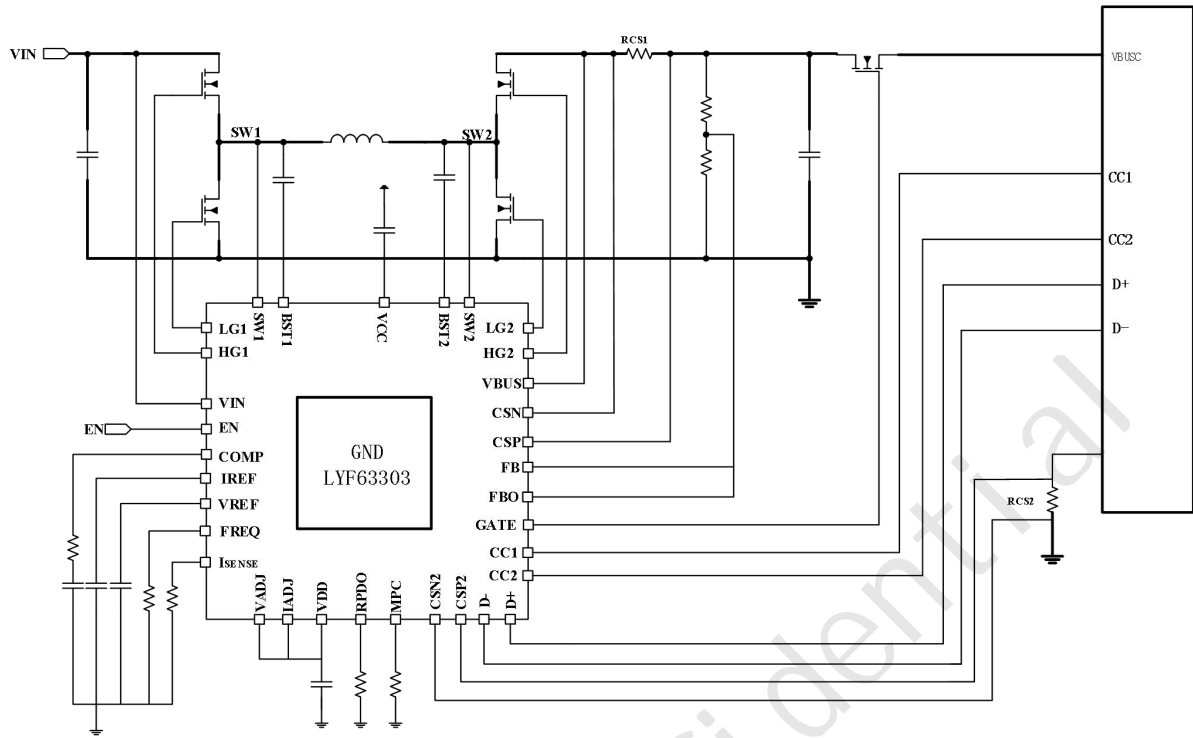 VIN
RCS1
VBUSC
SW1
SW2
CC1
CC2
D+
D-
SW1
BST1
VCC
BST2
SW2
LG1
HG1
VIN
EN
EN
COMP
IREF
VREF
FREQ
ISENSE
GND
LYF63303
LG2
HG2
VBUS
CSN
CSP
FB
FBO
GATE
CC1
CC2
RCS2
VADJ
IADJ
VDD
RPDO
MPC
CSN2
CSP2
D-
D+
fidential